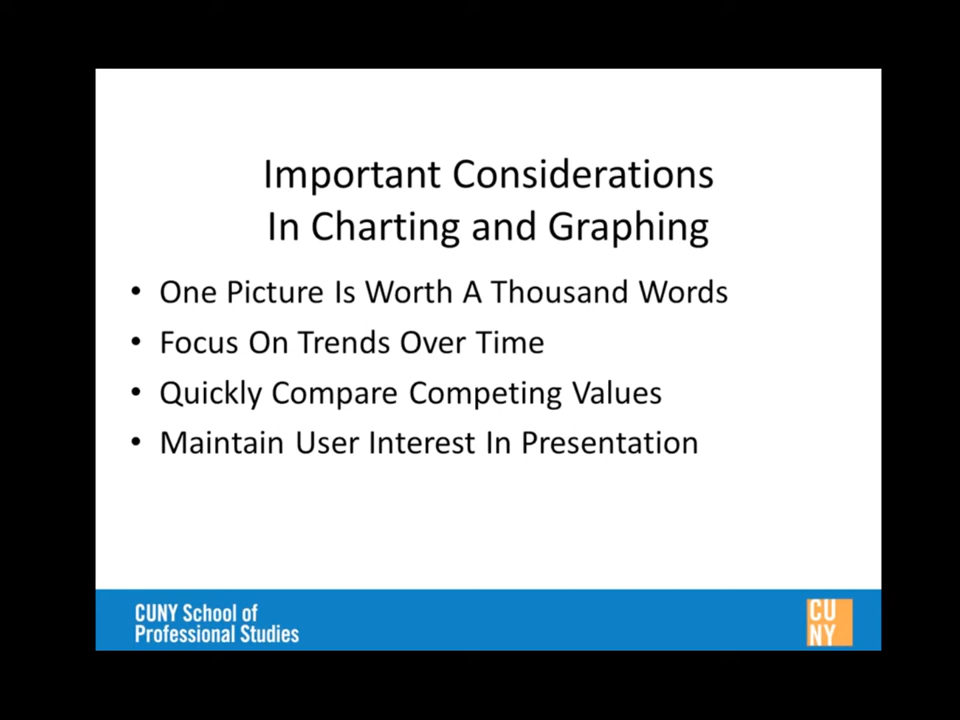 Important Considerations
In Charting and Graphing
• One Picture Is Worth A Thousand Words
• Focus On Trends Over Time
• Quickly Compare Competing Values
• Maintain User Interest In Presentation
CUNY School of
Professional Studies
CU
NY